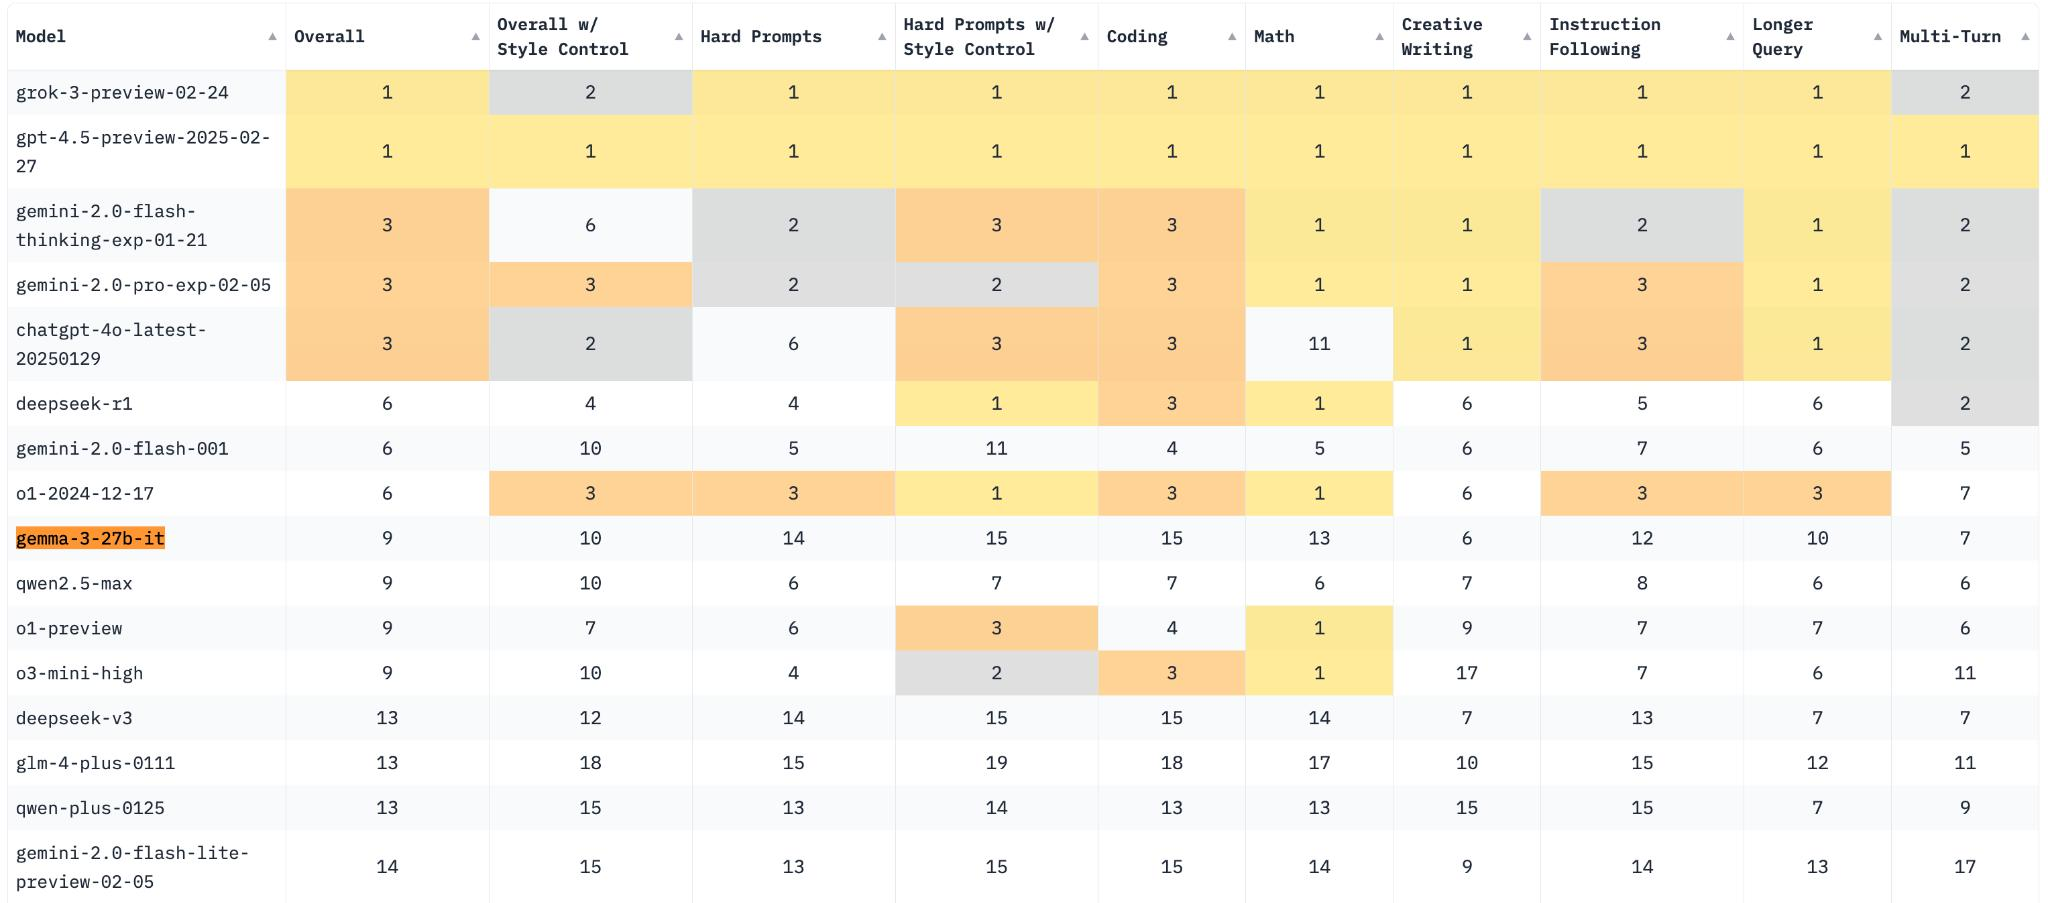 Model ▲ Overall ▲ Overall w/ Style Control ▲ Hard Prompts ▲ Hard Prompts w/ Style Control ▲ Coding ▲ Math ▲ Creative Writing ▲ Instruction Following ▲ Longer Query ▲ Multi-Turn ▲
grok-3-preview-02-24 1 2 1 1 1 1 1 1 1 2
gpt-4.5-preview-2025-02-27 1 1 1 1 1 1 1 1 1 1
gemini-2.0-flash-thinking-exp-01-21 3 6 2 3 3 1 1 2 1 2
gemini-2.0-pro-exp-02-05 3 3 2 2 3 1 1 3 1 2
chatgpt-4o-latest-20250129 3 2 6 3 3 11 1 3 1 2
deepseek-r1 6 4 4 1 3 1 6 5 6 2
gemini-2.0-flash-001 6 10 5 11 4 5 6 7 6 5
o1-2024-12-17 6 3 3 1 3 1 6 3 3 7
gemma-3-27b-it 9 10 14 15 15 13 6 12 10 7
qwen2.5-max 9 10 6 7 7 6 7 8 6 6
o1-preview 9 7 6 3 4 1 9 7 7 6
o3-mini-high 9 10 4 2 3 1 17 7 6 11
deepseek-v3 13 12 14 15 15 14 7 13 7 7
glm-4-plus-0111 13 18 15 19 18 17 10 15 12 11
qwen-plus-0125 13 15 13 14 13 13 15 15 7 9
gemini-2.0-flash-lite-preview-02-05 14 15 13 15 15 14 9 14 13 17